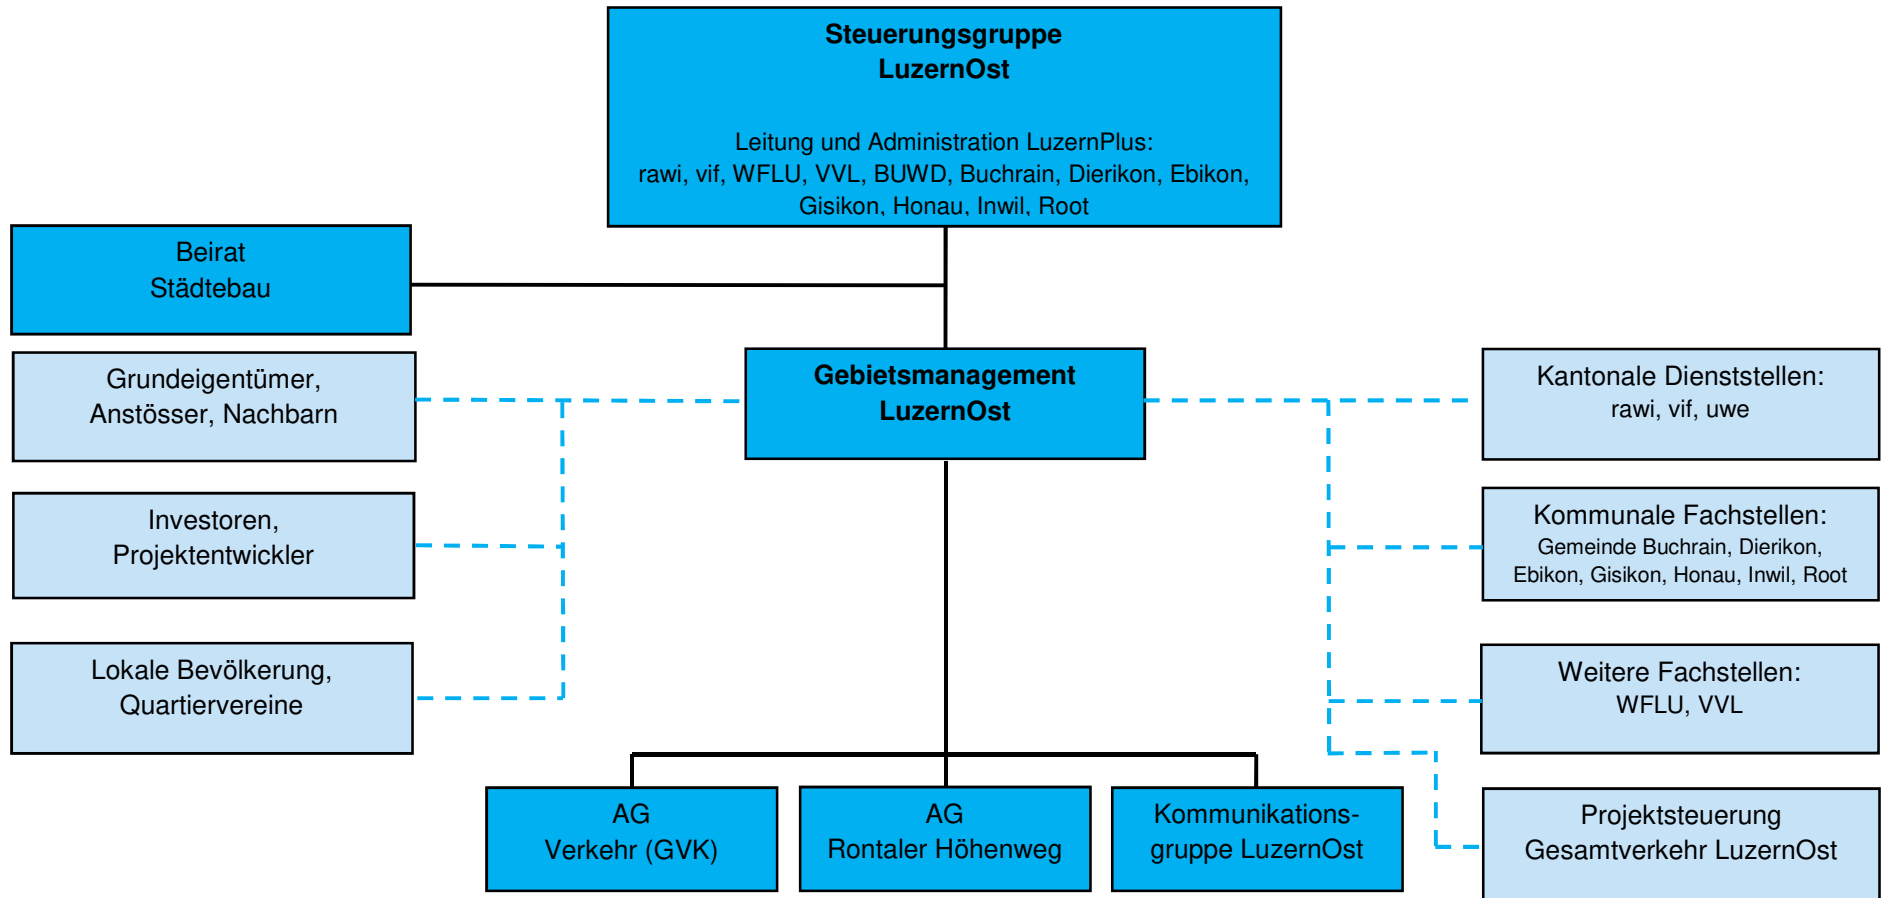 Steuerungsgruppe
LuzernOst
Leitung und Administration LuzernPlus:
rawi, vif, WFLU, VVL, BUWD, Buchrain, Dierikon, Ebikon,
Gisikon, Honau, Inwil, Root
Beirat
Städtebau
Grundeigentümer,
Anstösser, Nachbarn
Gebietsmanagement
LuzernOst
Kantonale Dienststellen:
rawi, vif, uwe
Investoren,
Projektentwickler
Kommunale Fachstellen:
Gemeinde Buchrain, Dierikon,
Ebikon, Gisikon, Honau, Inwil, Root
Lokale Bevölkerung,
Quartiervereine
Weitere Fachstellen:
WFLU, VVL
AG
Verkehr (GVK)
AG
Rontaler Höhenweg
Kommunikations-
gruppe LuzernOst
Projektsteuerung
Gesamtverkehr LuzernOst